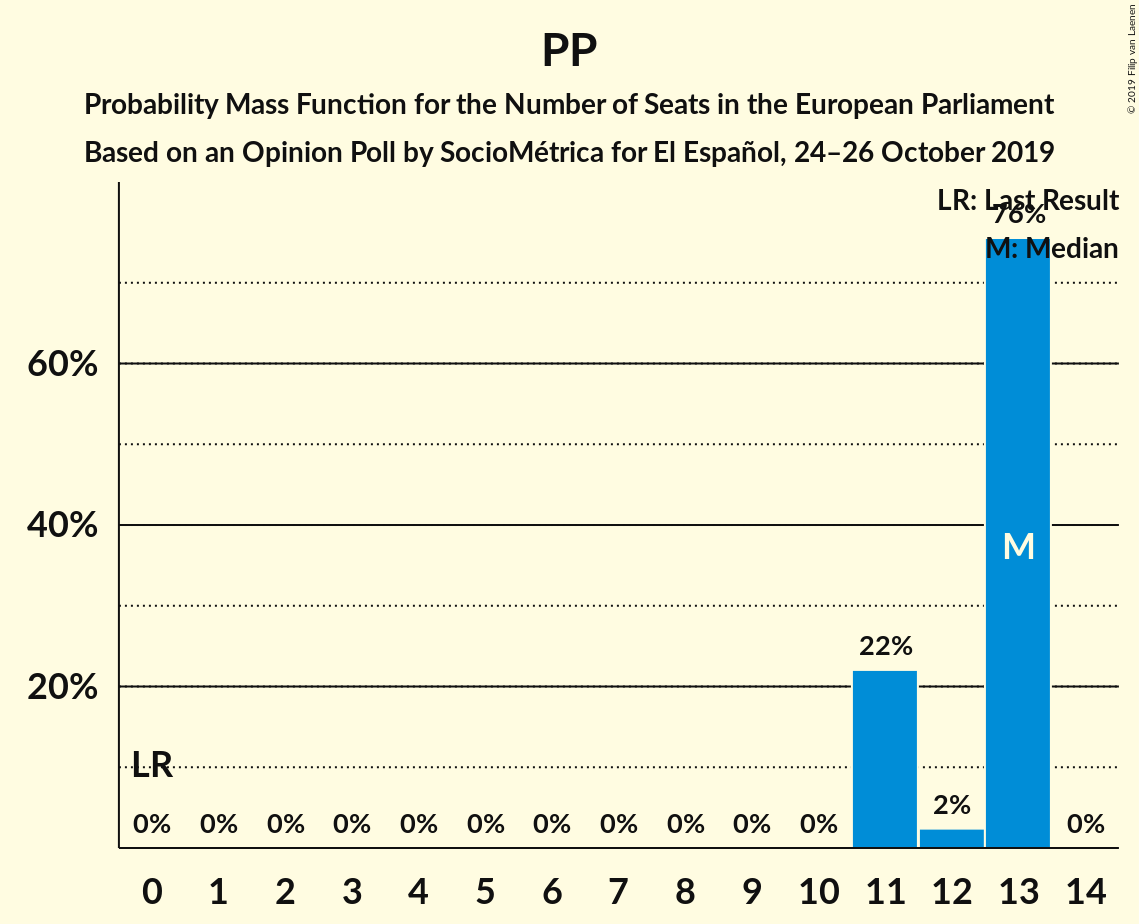 PP
Probability Mass Function for the Number of Seats in the European Parliament
Based on an Opinion Poll by SocioMétrica for El Español, 24–26 October 2019
© 2019 Filip van Laenen
LR: Last Result
M: Median
76%
60%
40%
20%
M
22%
2%
LR
0% 0% 0% 0% 0% 0% 0% 0% 0% 0% 0% 0%
0 1 2 3 4 5 6 7 8 9 10 11 12 13 14